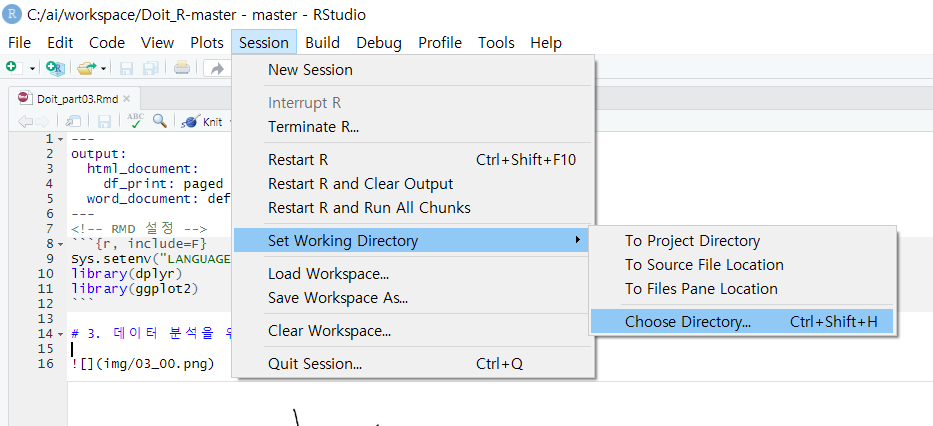 C:/ai/workspace/Doit_R-master - master - RStudio
File Edit Code View Plots Session Build Debug Profile Tools Help
New Session
Interrupt R
Terminate R...
Restart R Ctrl+Shift+F10
Restart R and Clear Output
Restart R and Run All Chunks
Set Working Directory
Load Workspace...
Save Workspace As...
Clear Workspace...
Quit Session... Ctrl+Q
To Project Directory
To Source File Location
To Files Pane Location
Choose Directory... Ctrl+Shift+H
Doit_part03.Rmd
ABC Knit
1 ---
2 output:
3 html_document:
4 df_print: paged
5 word_document: def
6 ---
7 <!-- RMD 설정 -->
8 ```{r, include=F}
9 Sys.setenv("LANGUAGE
10 library(dplyr)
11 library(ggplot2)
12 ```
13
14 # 3. 데이터 분석을 위
15
16 ![](img/03_00.png)